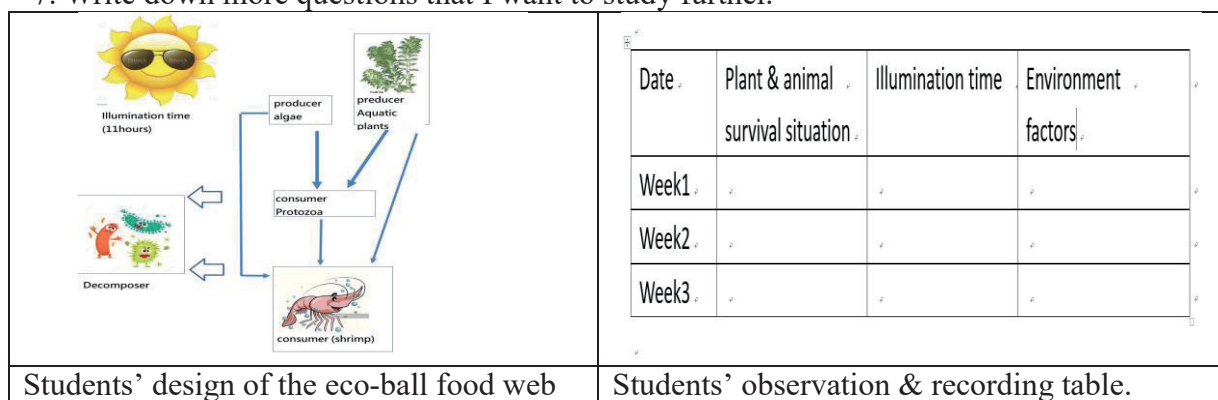 7. Write down more questions that I want to study further.
Illumination time
(11hours)
producer
algae
preducer
Aquatic
plants
consumer
Protozoa
Decomposer
consumer (shrimp)
Date
Plant & animal
survival situation
Illumination time
Environment
factors
Week1
Week2
Week3
Students’ design of the eco-ball food web
Students’ observation & recording table.